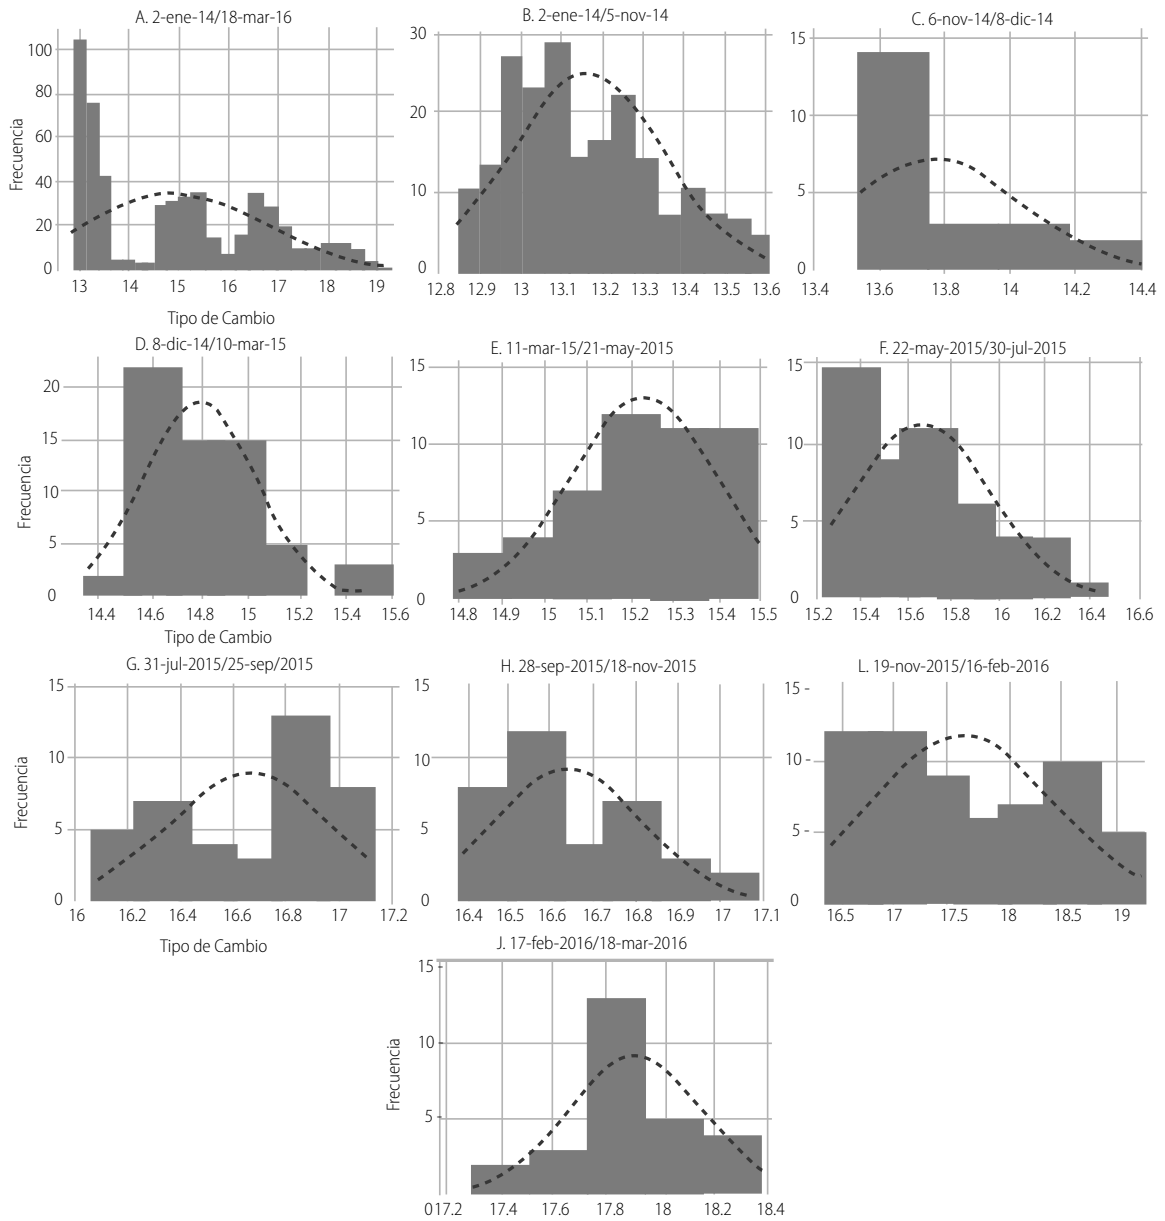 A. 2-ene-14/18-mar-16
Frecuencia
100
80
60
40
20
0
13 14 15 16 17 18 19
Tipo de Cambio
B. 2-ene-14/5-nov-14
30
20
10
0
12.8 12.9 13 13.1 13.2 13.3 13.4 13.5 13.6
C. 6-nov-14/8-dic-14
15
10
5
0
13.4 13.6 13.8 14 14.2 14.4
D. 8-dic-14/10-mar-15
Frecuencia
20
15
10
5
0
14.4 14.6 14.8 15 15.2 15.4 15.6
Tipo de Cambio
E. 11-mar-15/21-may-2015
15
10
5
0
14.8 14.9 15 15.1 15.2 15.3 15.4 15.5
F. 22-may-2015/30-jul-2015
15
10
5
0
15.2 15.4 15.6 15.8 16 16.2 16.4 16.6
G. 31-jul-2015/25-sep/2015
Frecuencia
15
10
5
0
16 16.2 16.4 16.6 16.8 17 17.2
Tipo de Cambio
H. 28-sep-2015/18-nov-2015
15
10
5
0
16.4 16.5 16.6 16.7 16.8 16.9 17 17.1
L. 19-nov-2015/16-feb-2016
15
10
5
0
16.5 17 17.5 18 18.5 19
J. 17-feb-2016/18-mar-2016
Frecuencia
15
10
5
017.2 17.4 17.6 17.8 18 18.2 18.4